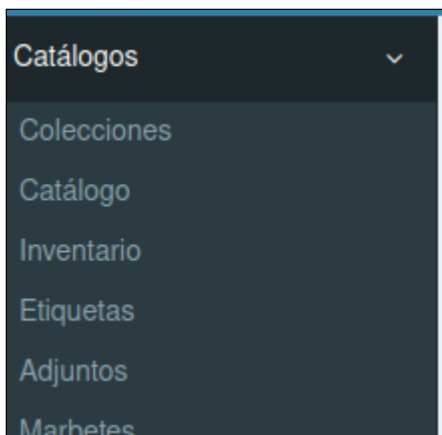 Catálogos
Colecciones
Catálogo
Inventario
Etiquetas
Adjuntos
Marbetes